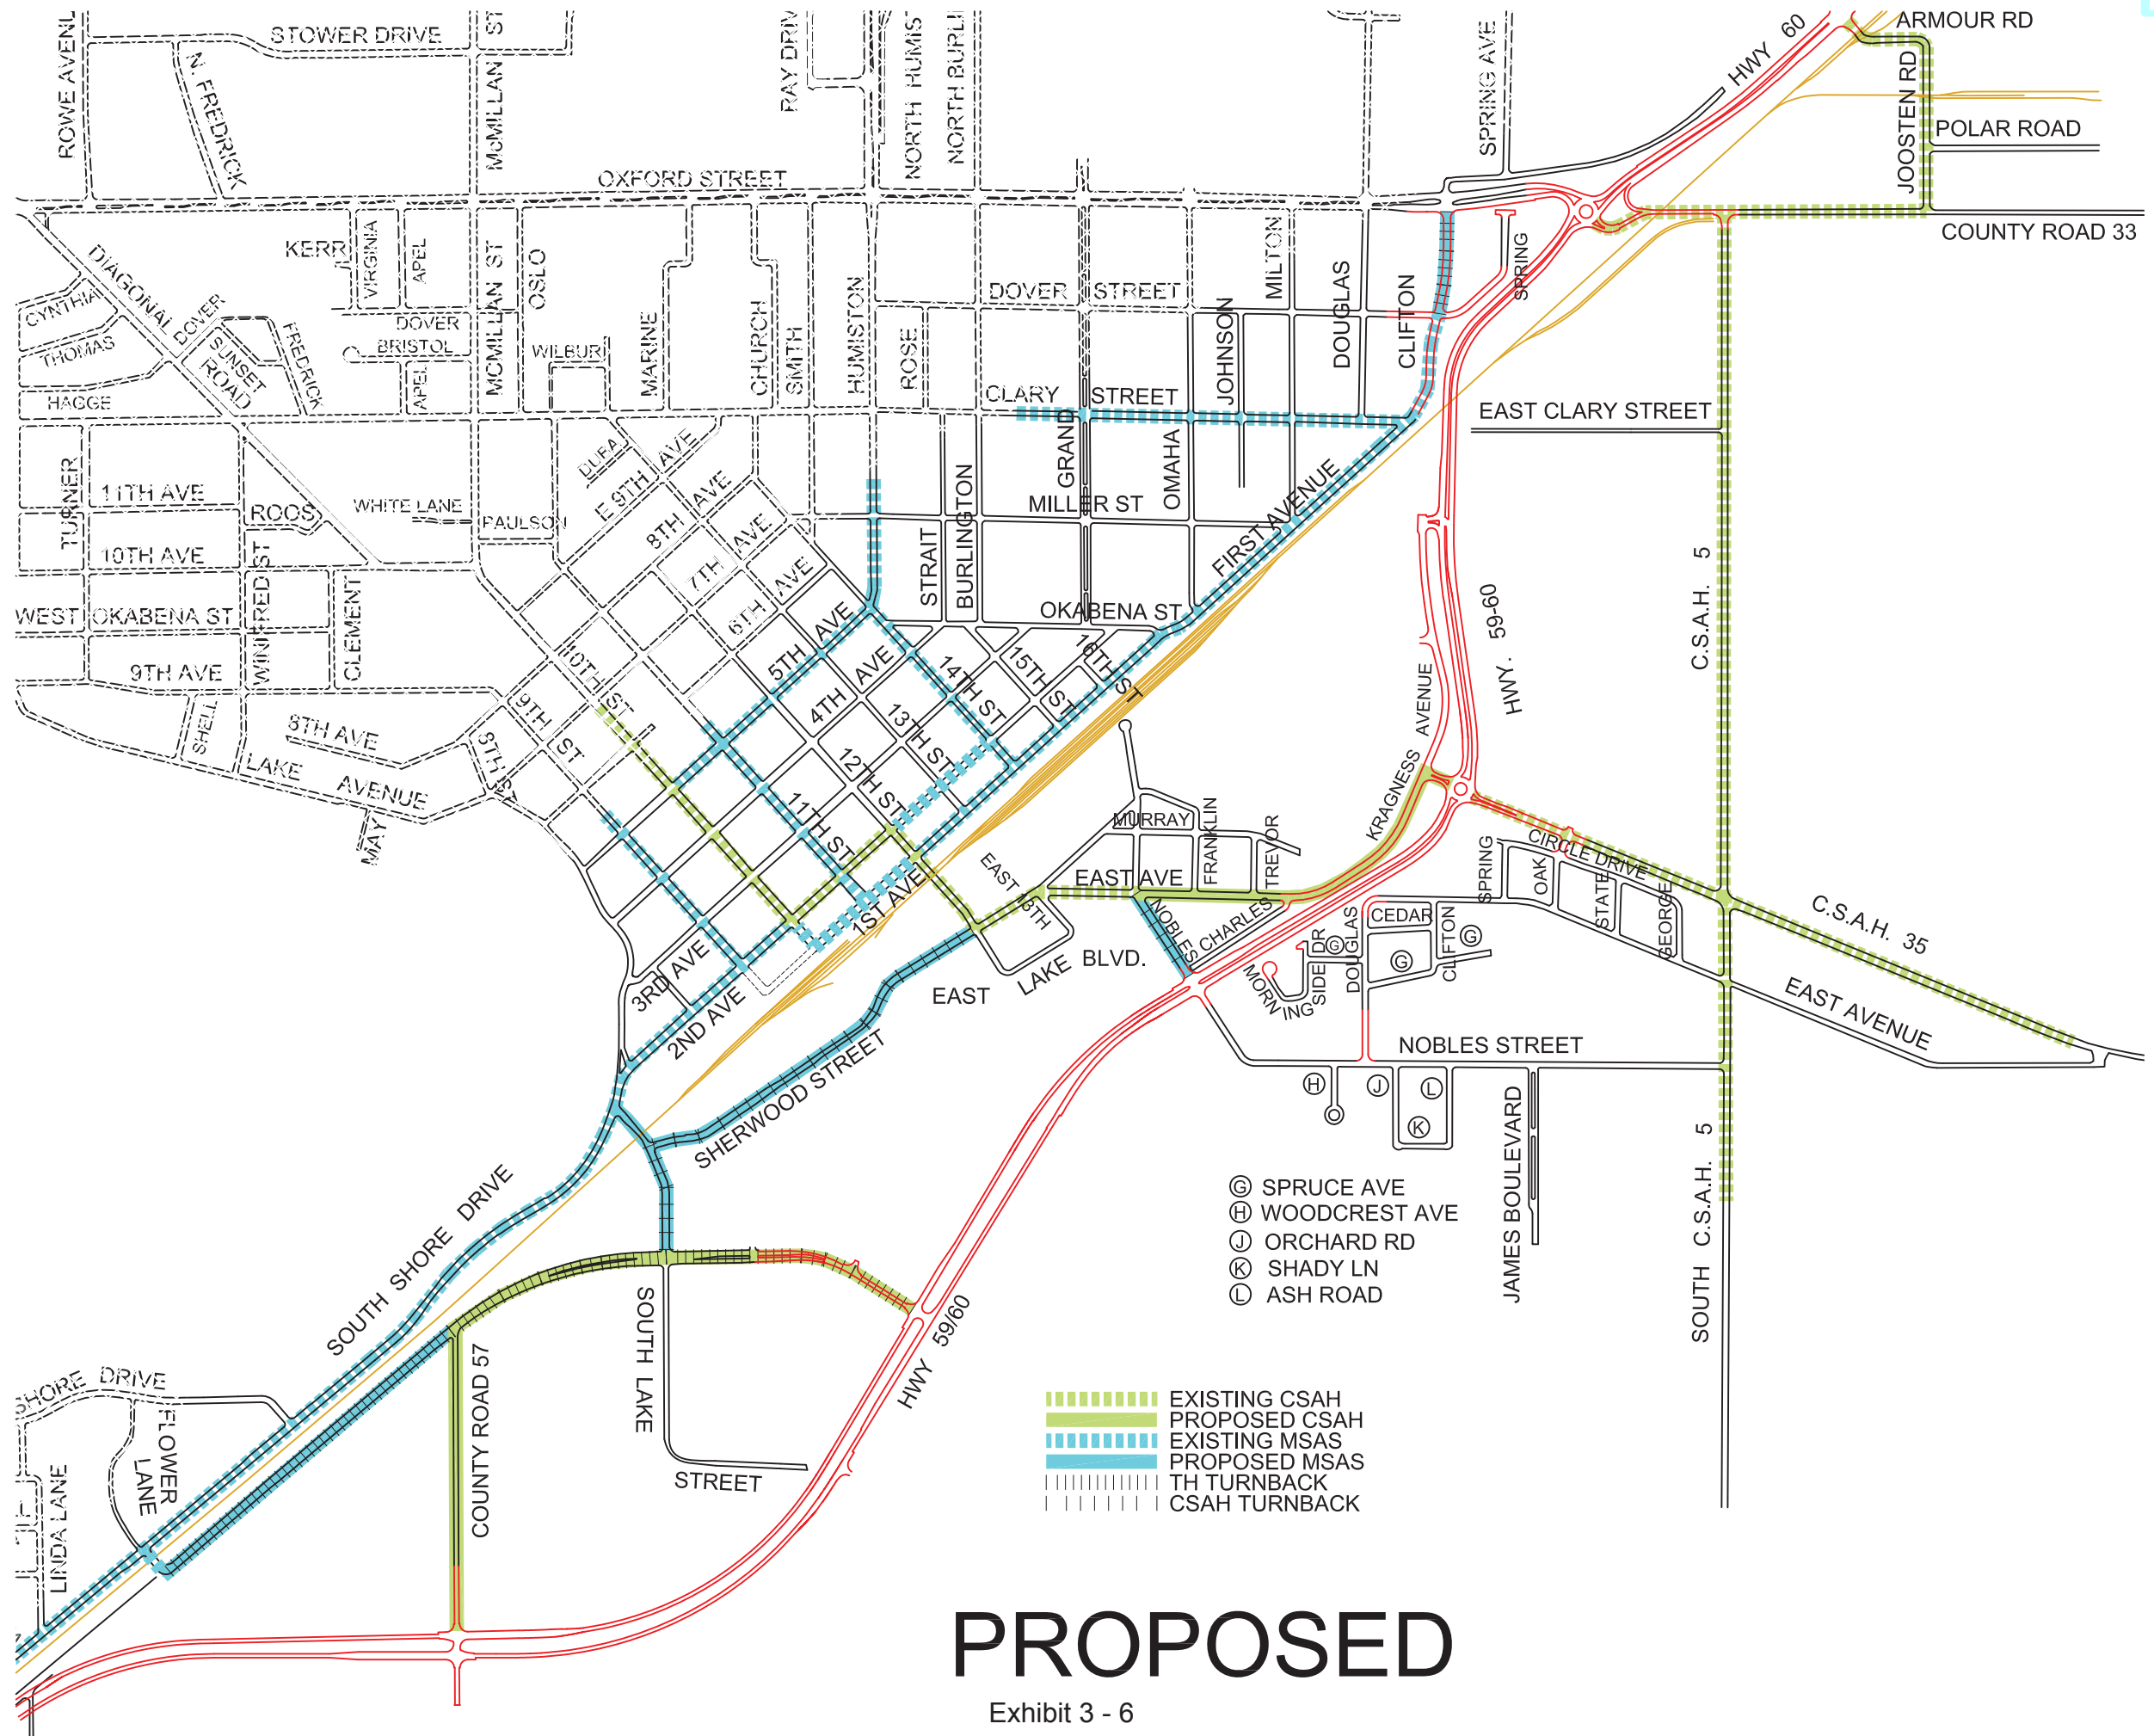 ROWE AVENU
STOWER DRIVE
N. FREDRICK
McMILLAN ST
RAY DRIV
NORTH HUMIS
NORTH BURLI
SPRING AVE
HWY 60
ARMOUR RD
JOOSTEN RD
POLAR ROAD
COUNTY ROAD 33
OXFORD STREET
DIAGONAL
KERR
VIRGINIA
APEL
MCMILLAN ST
OSLO
CYNTHIA
THOMAS
HAGGE
DOVER
SUNSET
ROAD
FREDRICK
DOVER
BRISTOL
APEL
WILBUR
MARINE
CHURCH
SMITH
HUMISTON
ROSE
DOVER STREET
JOHNSON
MILTON
DOUGLAS
CLIFTON
SPRING
CLARY STREET
EAST CLARY STREET
TURNER
11TH AVE
ROOS
WHITE LANE
PAULSON
DURA
E 9TH AVE
8TH AVE
7TH AVE
6TH AVE
5TH AVE
4TH AVE
GRAND
OMAHA
MILLER ST
STRAIT
BURLINGTON
FIRST AVENUE
10TH AVE
WINIFRED ST
CLEMENT
WEST OKABENA ST
OKABENA ST
9TH AVE
SHELL
8TH AVE
LAKE AVENUE
MAY
8TH ST
9TH ST
10TH ST
11TH ST
12TH ST
13TH ST
14TH ST
15TH ST
16TH ST
C.S.A.H. 5
HWY. 59-60
KRAGNESS AVENUE
1ST AVE
2ND AVE
3RD AVE
MURRAY
FRANKLIN
TREVOR
EAST AVE
EAST 13TH
NOBLES
CHARLES
EAST LAKE BLVD.
SPRING
OAK
STATE
GEORGE
CIRCLE DRIVE
C.S.A.H. 35
EAST AVENUE
DOUGLAS
CEDAR
CLIFTON
G
G
G
MORNING
SIDE DR
NOBLES STREET
H
J
L
K
JAMES BOULEVARD
SOUTH C.S.A.H. 5
SHERWOOD STREET
SOUTH SHORE DRIVE
G SPRUCE AVE
H WOODCREST AVE
J ORCHARD RD
K SHADY LN
L ASH ROAD
SOUTH LAKE
STREET
HWY 59/60
COUNTY ROAD 57
SHORE DRIVE
FLOWER
LANE
LINDA LANE
EXISTING CSAH
PROPOSED CSAH
EXISTING MSAS
PROPOSED MSAS
TH TURNBACK
CSAH TURNBACK
PROPOSED
Exhibit 3 - 6